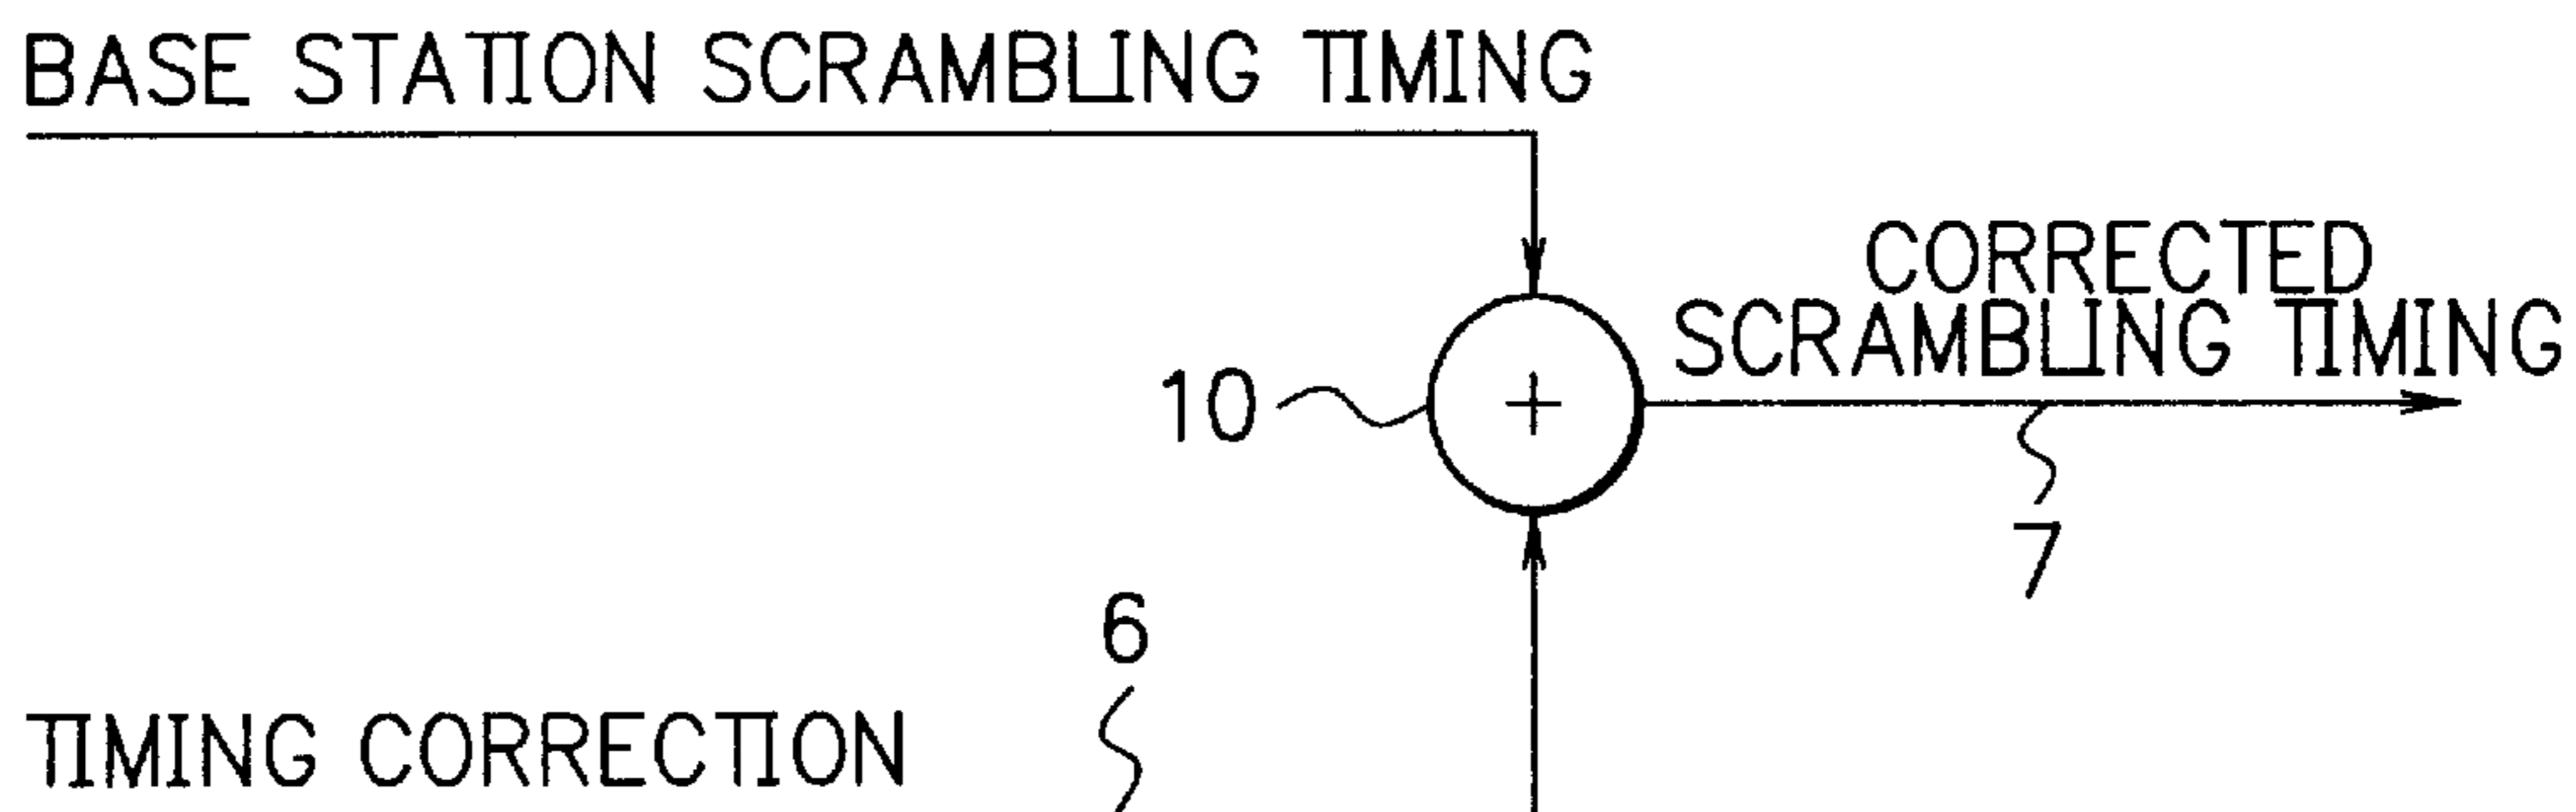 BASE STATION SCRAMBLING TIMING
CORRECTED
SCRAMBLING TIMING
10
+
7
6
TIMING CORRECTION